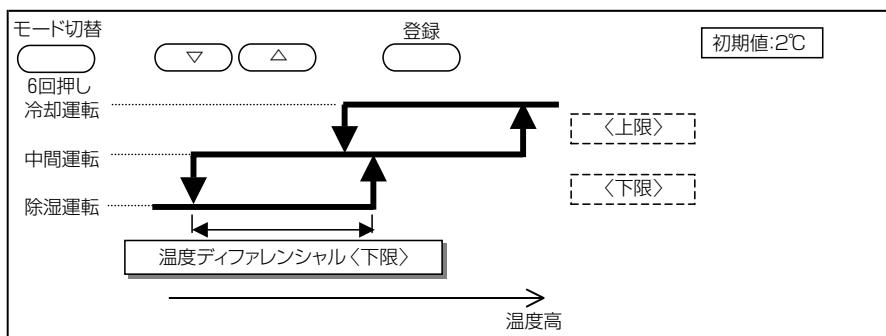 モード切替
▽
△
登録
初期値:2℃
6回押し
冷却運転
〈上限〉
中間運転
〈下限〉
除湿運転
温度ディファレンシャル〈下限〉
温度高